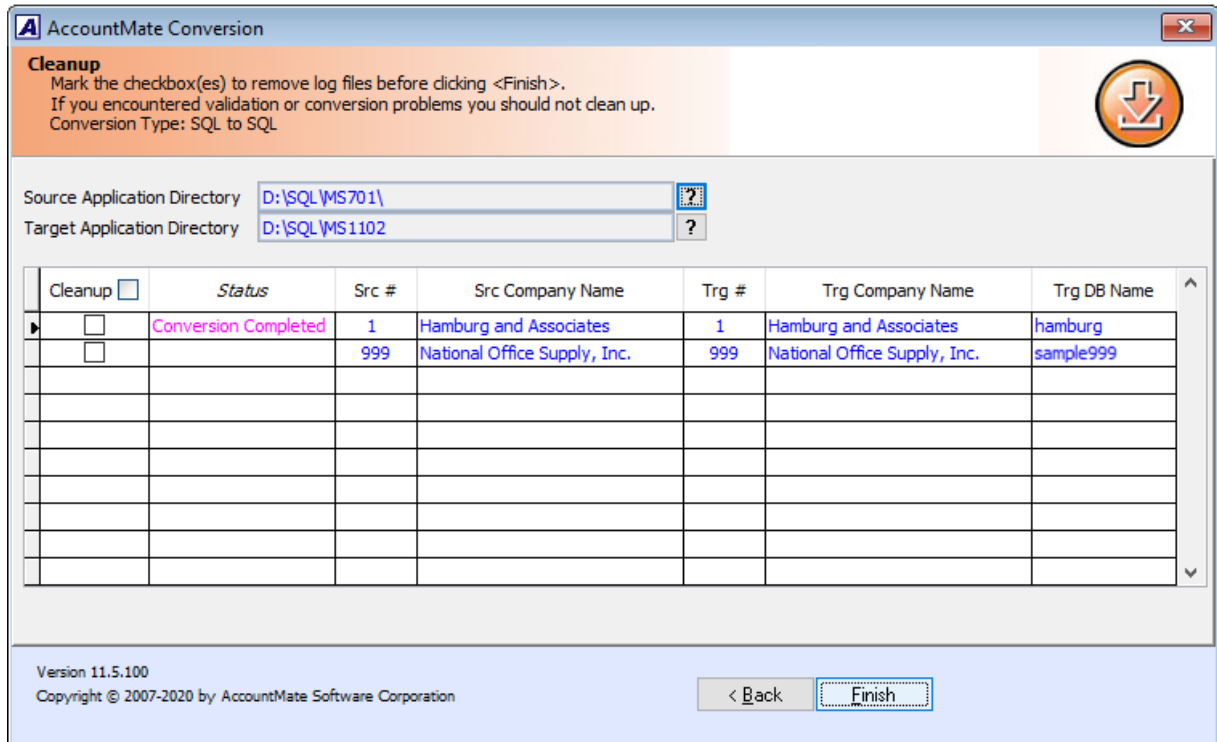 AccountMate Conversion
Cleanup
Mark the checkbox(es) to remove log files before clicking <Finish>.
If you encountered validation or conversion problems you should not clean up.
Conversion Type: SQL to SQL
Source Application Directory D:\SQL\MS701\ ?
Target Application Directory D:\SQL\MS1102 ?
Cleanup Status Src # Src Company Name Trg # Trg Company Name Trg DB Name
Conversion Completed 1 Hamburg and Associates 1 Hamburg and Associates hamburg
999 National Office Supply, Inc. 999 National Office Supply, Inc. sample999
Version 11.5.100
Copyright © 2007-2020 by AccountMate Software Corporation
< Back Finish